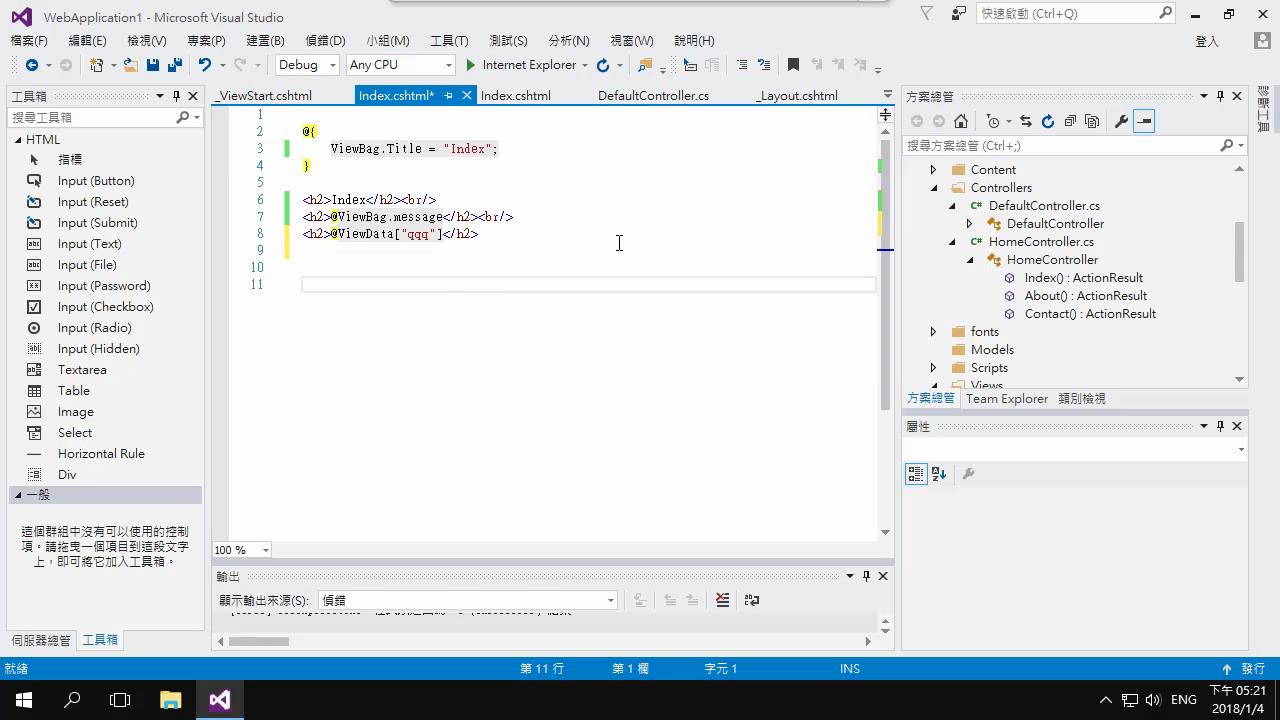 WebApplication1 - Microsoft Visual Studio
快速啟動 (Ctrl+Q)
檔案(F) 編輯(E) 檢視(V) 專案(P) 建置(B) 偵錯(D) 小組(M) 工具(T) 測試(S) 分析(N) 視窗(W) 說明(H)
登入
Debug Any CPU Internet Explorer
工具箱
搜尋工具箱
HTML
指標
Input (Button)
Input (Reset)
Input (Submit)
Input (Text)
Input (File)
Input (Password)
Input (Checkbox)
Input (Radio)
Input (Hidden)
Textarea
Table
Image
Select
Horizontal Rule
Div
一般
這個群組中沒有可以使用的控制
項。請拖曳一個項目到這段文字
上，即可將它加入工具箱。
伺服器總管 工具箱
_ViewStart.cshtml Index.cshtml* Index.cshtml DefaultController.cs _Layout.cshtml
1
2 @{
3 ViewBag.Title = "Index";
4 }
5
6 <h2>Index</h2><br/>
7 <h2>@ViewBag.message</h2><br/>
8 <h2>@ViewData["qqq"]</h2>
9
10
11
100 %
輸出
顯示輸出來源(S): 偵錯
方案總管
搜尋方案總管 (Ctrl+;)
Content
Controllers
DefaultController.cs
DefaultController
HomeController.cs
HomeController
Index() : ActionResult
About() : ActionResult
Contact() : ActionResult
fonts
Models
Scripts
Views
方案總管 Team Explorer 類別檢視
屬性
就緒 第 11 行 第 1 欄 字元 1 INS 發行
ENG
下午 05:21
2018/1/4